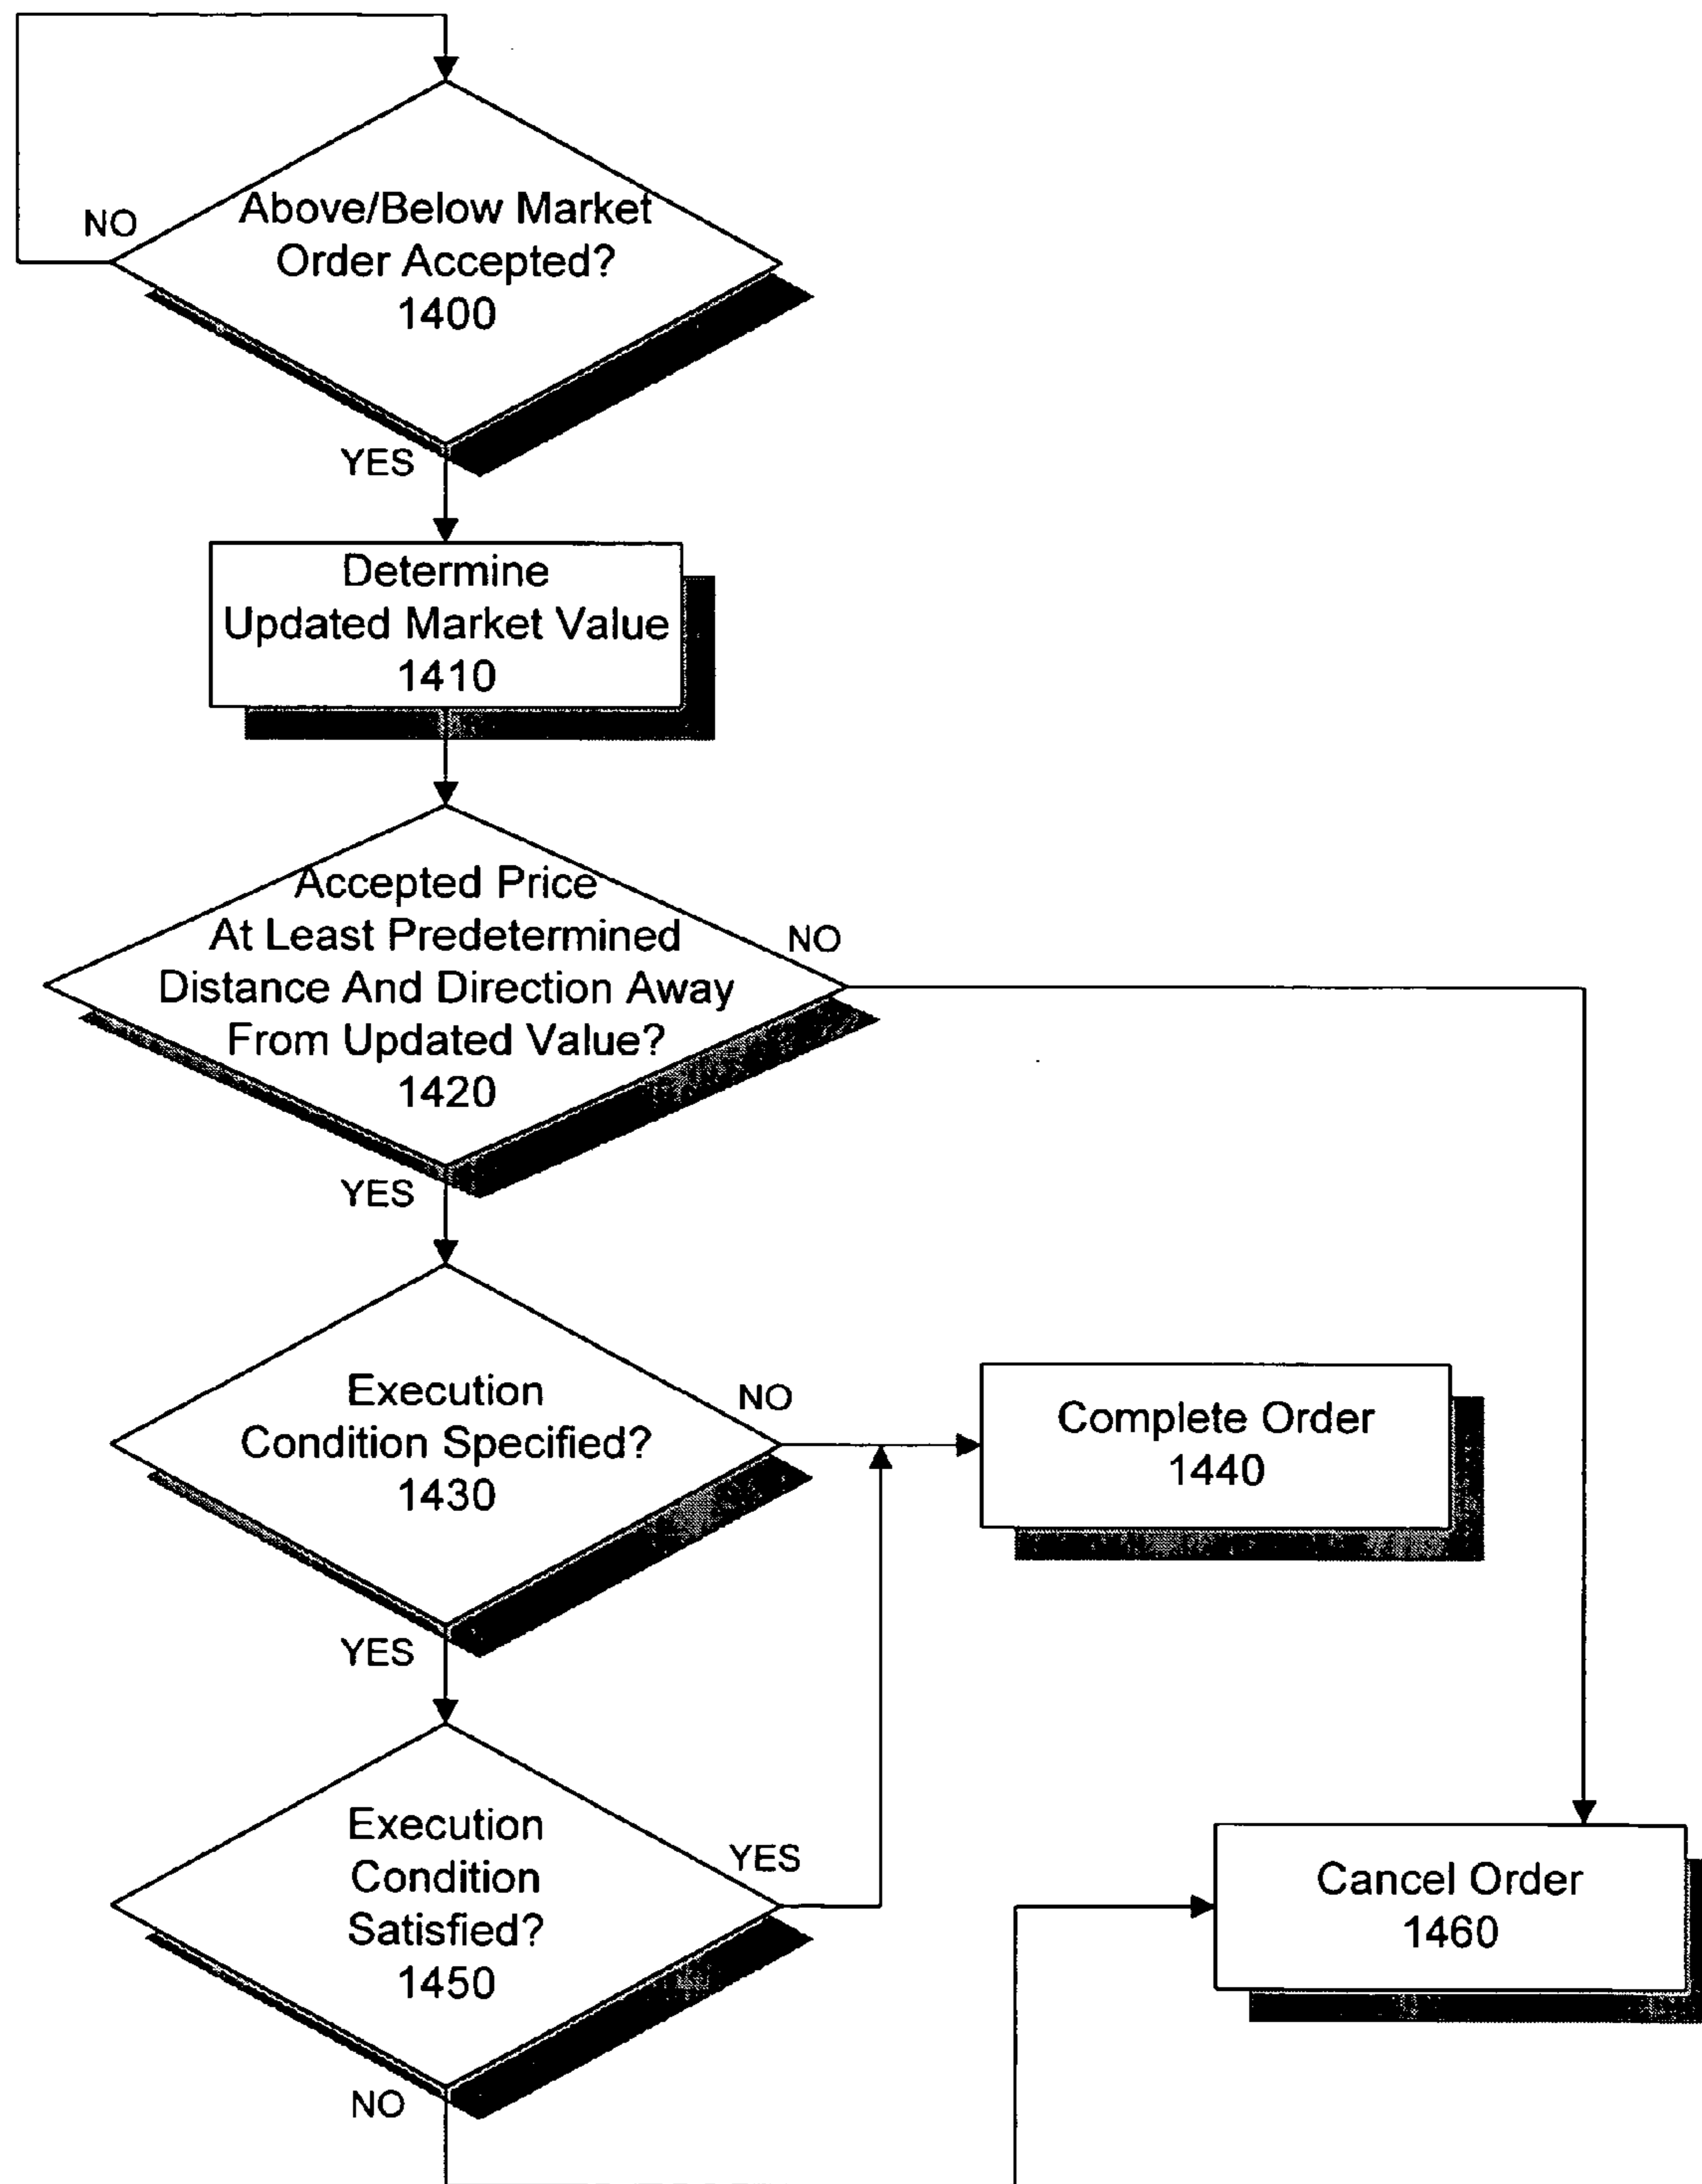 NO
Above/Below Market
Order Accepted?
1400
YES
Determine
Updated Market Value
1410
Accepted Price
At Least Predetermined
Distance And Direction Away
From Updated Value?
1420
NO
YES
Execution
Condition Specified?
1430
NO
YES
Complete Order
1440
Execution
Condition
Satisfied?
1450
YES
NO
Cancel Order
1460